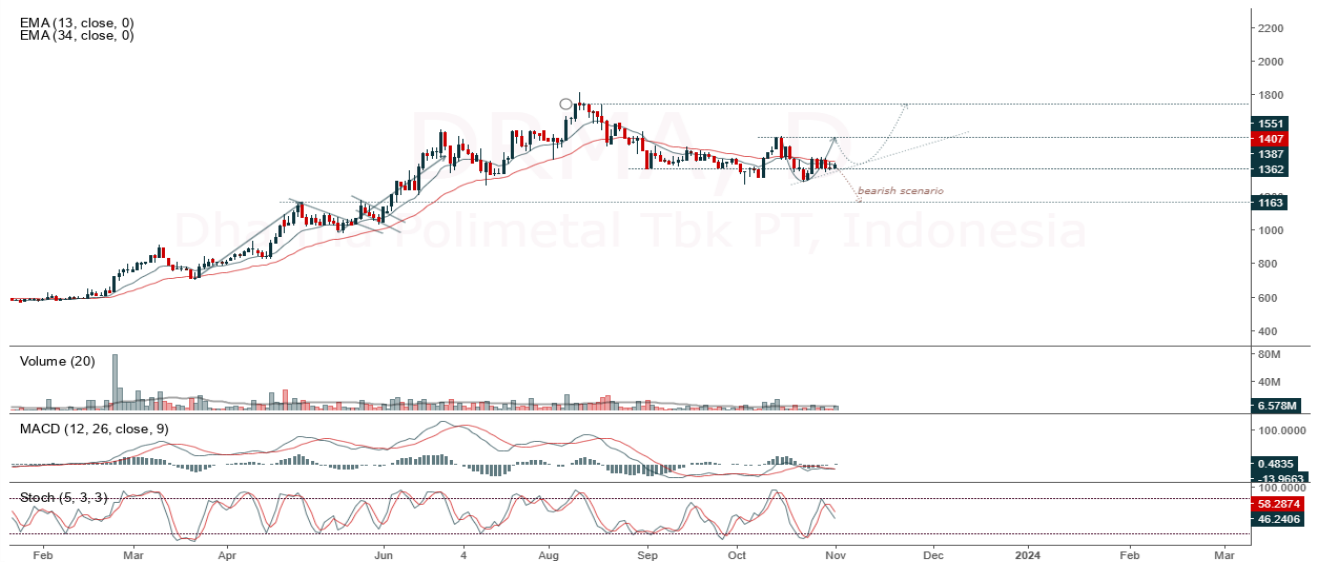 EMA (13, close, 0)
EMA (34, close, 0)
DRMA, D
Dharma Polimetal Tbk PT, Indonesia
bearish scenario
2200
2000
1800
1551
1407
1387
1362
1200
1163
1000
800
600
400
Volume (20)
80M
40M
6.578M
MACD (12, 26, close, 9)
100.0000
0.4835
-13.9663
Stoch (5, 3, 3)
100.0000
58.2874
46.2406
Feb Mar Apr Jun 4 Aug Sep Oct Nov Dec 2024 Feb Mar